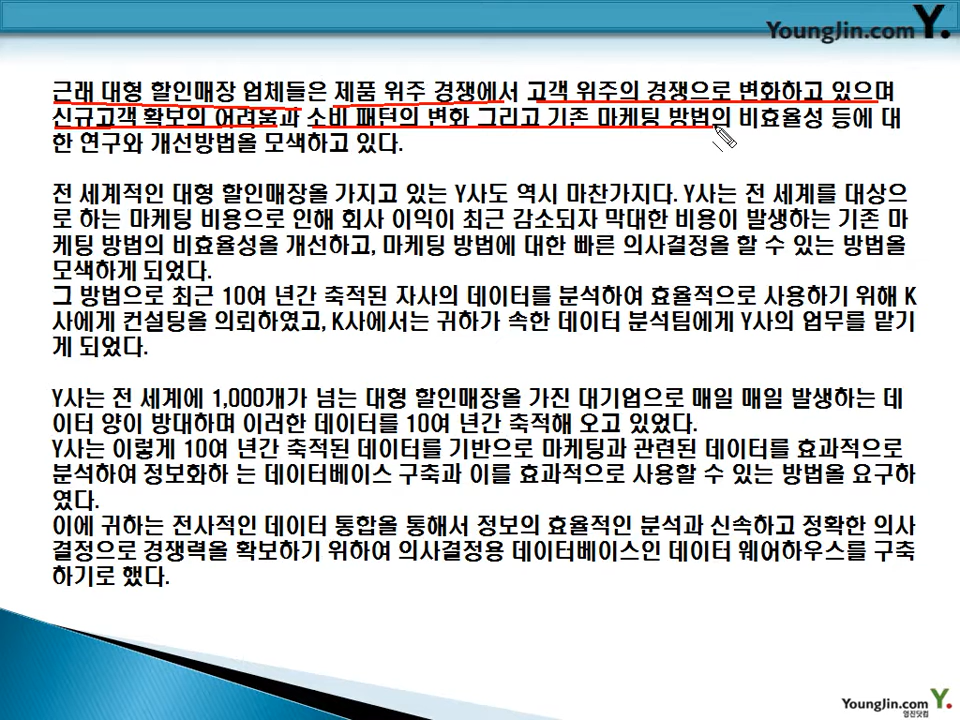 YoungJin.com Y.
근래 대형 할인매장 업체들은 제품 위주 경쟁에서 고객 위주의 경쟁으로 변화하고 있으며
신규고객 확보의 어려움과 소비 패턴의 변화 그리고 기존 마케팅 방법의 비효율성 등에 대
한 연구와 개선방법을 모색하고 있다.
전 세계적인 대형 할인매장을 가지고 있는 Y사도 역시 마찬가지다. Y사는 전 세계를 대상으
로 하는 마케팅 비용으로 인해 회사 이익이 최근 감소되자 막대한 비용이 발생하는 기존 마
케팅 방법의 비효율성을 개선하고, 마케팅 방법에 대한 빠른 의사결정을 할 수 있는 방법을
모색하게 되었다.
그 방법으로 최근 10여 년간 축적된 자사의 데이터를 분석하여 효율적으로 사용하기 위해 K
사에게 컨설팅을 의뢰하였고, K사에서는 귀하가 속한 데이터 분석팀에게 Y사의 업무를 맡기
게 되었다.
Y사는 전 세계에 1,000개가 넘는 대형 할인매장을 가진 대기업으로 매일 매일 발생하는 데
이터 양이 방대하며 이러한 데이터를 10여 년간 축적해 오고 있었다.
Y사는 이렇게 10여 년간 축적된 데이터를 기반으로 마케팅과 관련된 데이터를 효과적으로
분석하여 정보화하 는 데이터베이스 구축과 이를 효과적으로 사용할 수 있는 방법을 요구하
였다.
이에 귀하는 전사적인 데이터 통합을 통해서 정보의 효율적인 분석과 신속하고 정확한 의사
결정으로 경쟁력을 확보하기 위하여 의사결정용 데이터베이스인 데이터 웨어하우스를 구축
하기로 했다.
YoungJin.com Y.
영진닷컴